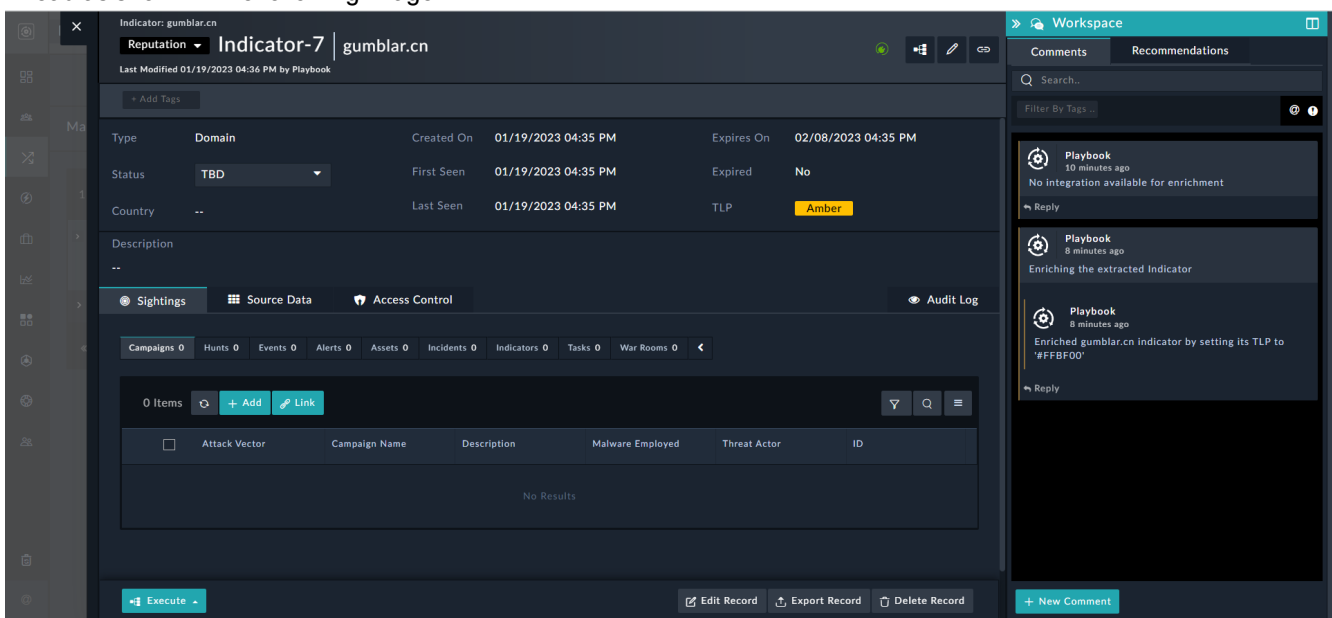 Indicator: gumblar.cn
Reputation Indicator-7 gumblar.cn
Last Modified 01/19/2023 04:36 PM by Playbook
+ Add Tags
Type Domain Created On 01/19/2023 04:35 PM Expires On 02/08/2023 04:35 PM
Status TBD First Seen 01/19/2023 04:35 PM Expired No
Country -- Last Seen 01/19/2023 04:35 PM TLP Amber
Description
--
Sightings Source Data Access Control Audit Log
Campaigns 0 Hunts 0 Events 0 Alerts 0 Assets 0 Incidents 0 Indicators 0 Tasks 0 War Rooms 0
0 Items + Add Link
Attack Vector Campaign Name Description Malware Employed Threat Actor ID
No Results
Execute Edit Record Export Record Delete Record
Workspace
Comments Recommendations
Search..
Filter By Tags .. @
Playbook
10 minutes ago
No integration available for enrichment
Reply
Playbook
8 minutes ago
Enriching the extracted Indicator
Playbook
8 minutes ago
Enriched gumblar.cn indicator by setting its TLP to
'#FFBF00'
Reply
+ New Comment